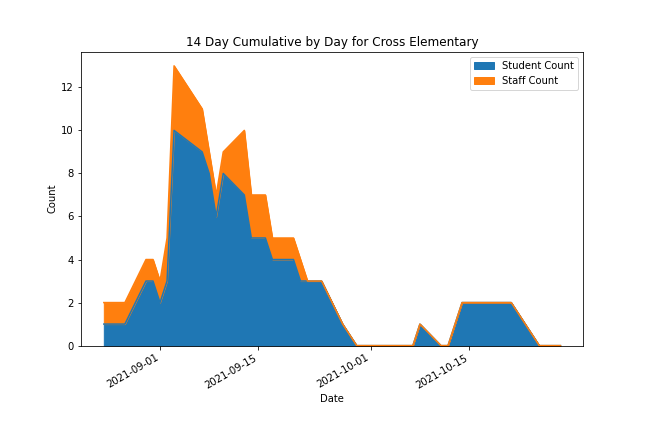 14 Day Cumulative by Day for Cross Elementary
Student Count
Staff Count
12
10
8
6
4
2
0
Count
2021-09-01
2021-09-15
2021-10-01
2021-10-15
Date